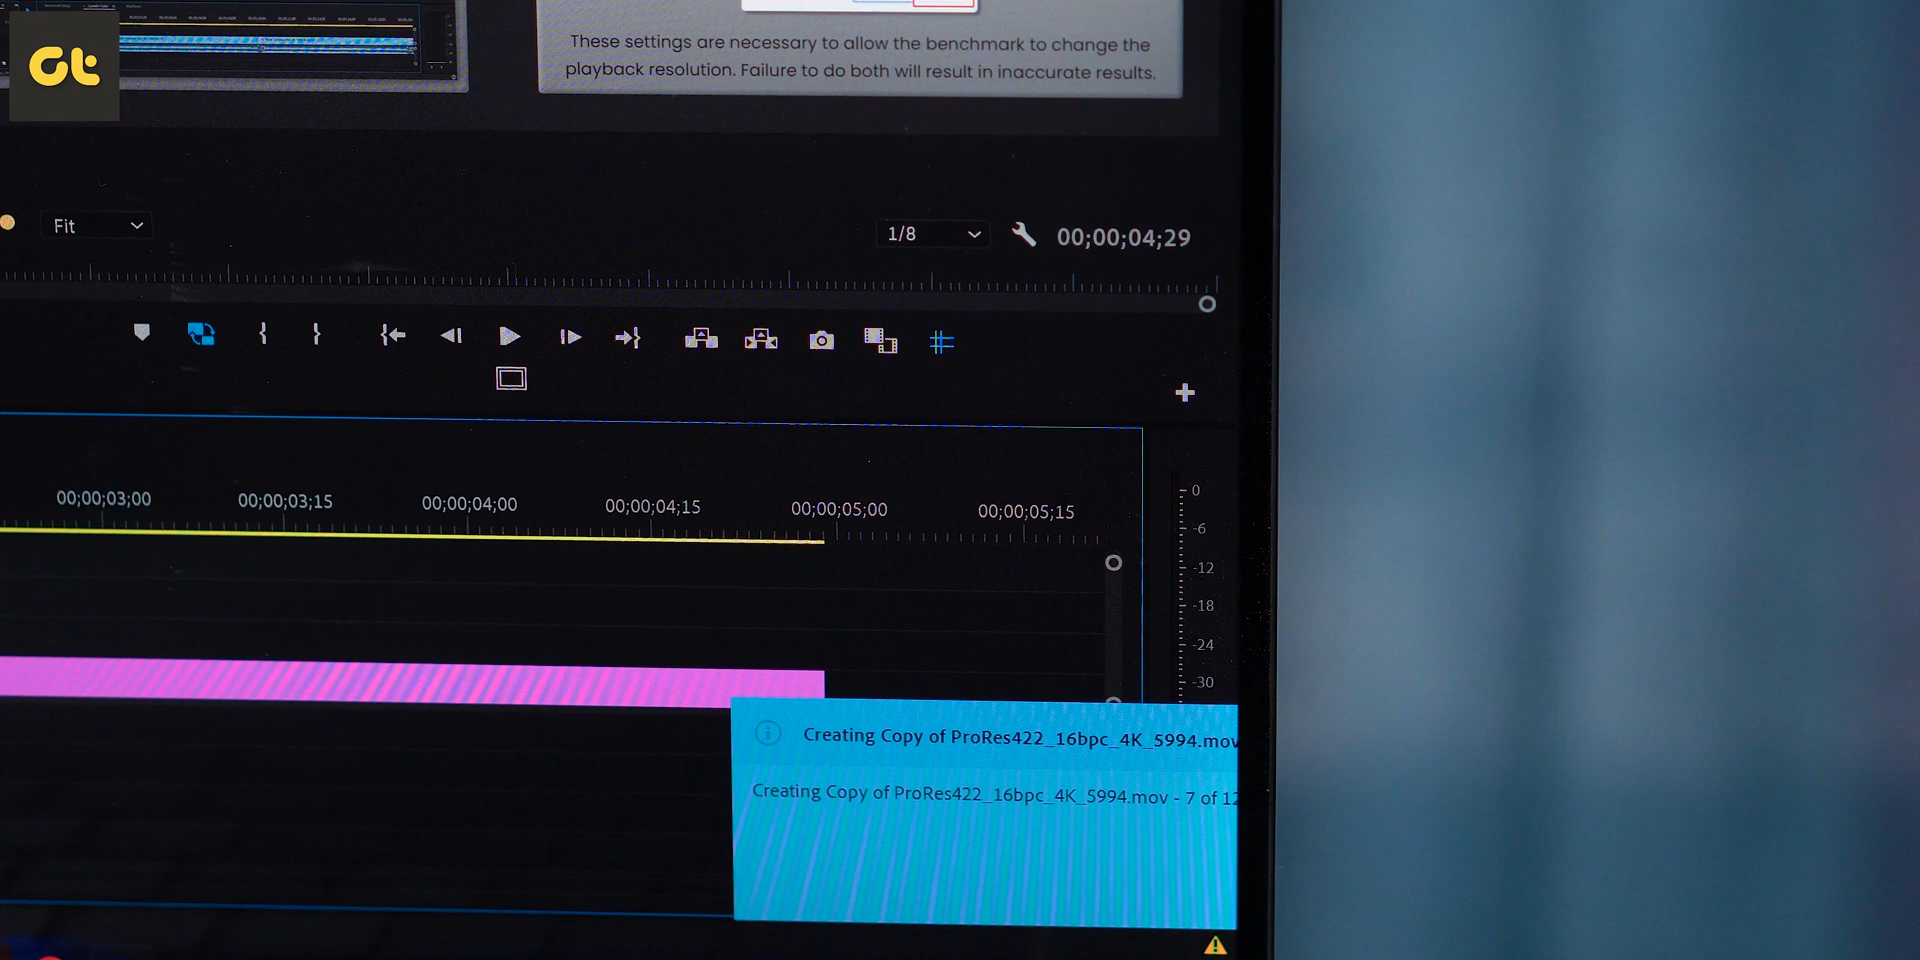 Gt
These settings are necessary to allow the benchmark to change the
playback resolution. Failure to do both will result in inaccurate results.
Fit
1/8
00;00;04;29
00;00;03;00
00;00;03;15
00;00;04;00
00;00;04;15
00;00;05;00
00;00;05;15
0
-6
-12
-18
-24
-30
Creating Copy of ProRes422_16bpc_4K_5994.mov
Creating Copy of ProRes422_16bpc_4K_5994.mov - 7 of 12